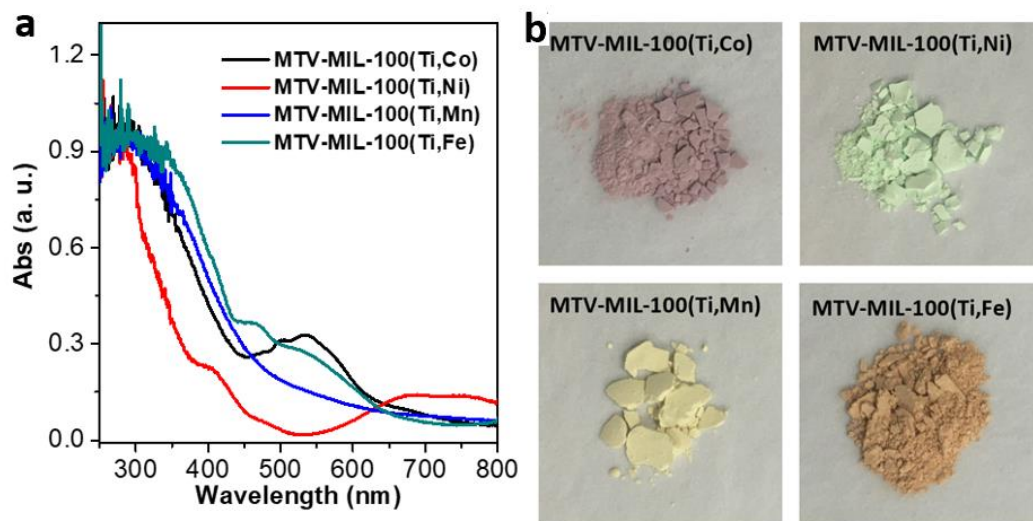 a
1.2
0.9
0.6
0.3
0.0
Abs (a. u.)
MTV-MIL-100(Ti,Co)
MTV-MIL-100(Ti,Ni)
MTV-MIL-100(Ti,Mn)
MTV-MIL-100(Ti,Fe)
300 400 500 600 700 800
Wavelength (nm)
b
MTV-MIL-100(Ti,Co)
MTV-MIL-100(Ti,Ni)
MTV-MIL-100(Ti,Mn)
MTV-MIL-100(Ti,Fe)